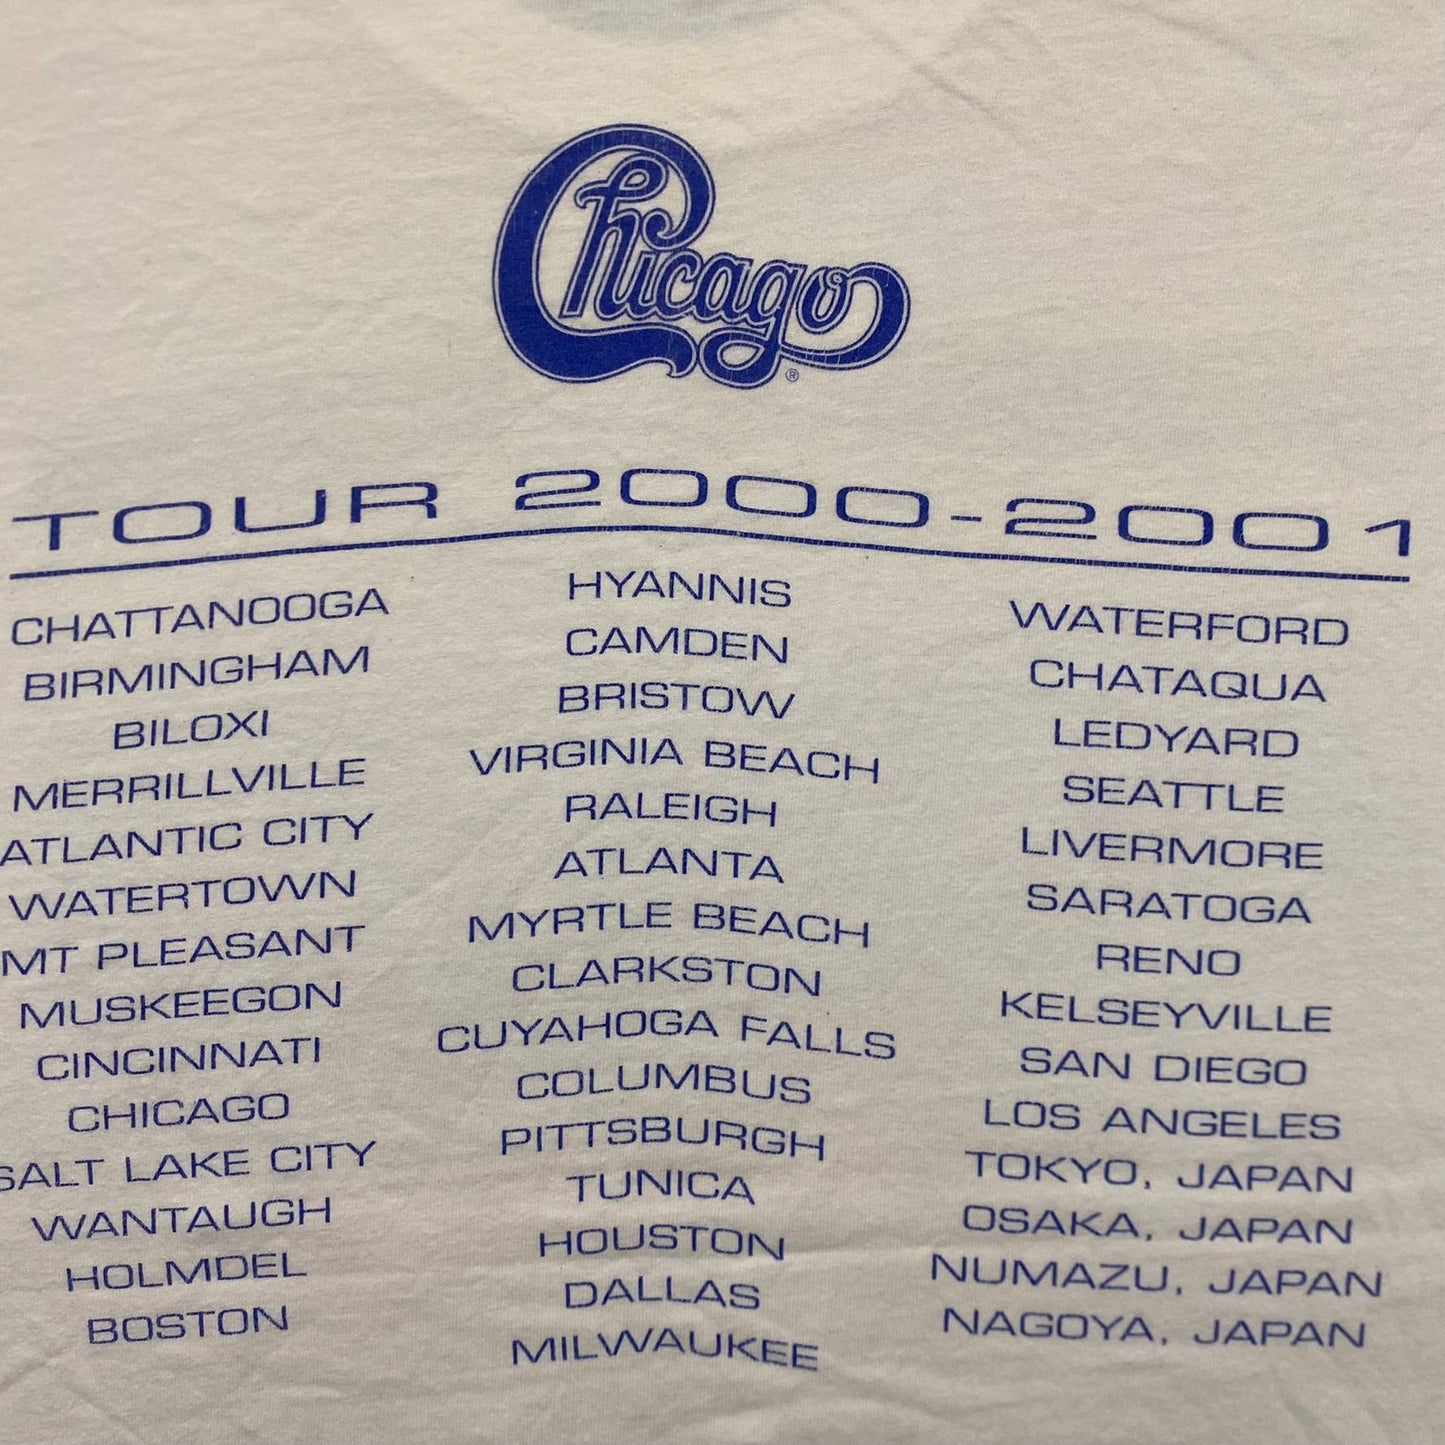 Chicago®
TOUR 2000-2001
CHATTANOOGA
BIRMINGHAM
BILOXI
MERRILLVILLE
ATLANTIC CITY
WATERTOWN
MT PLEASANT
MUSKEEGON
CINCINNATI
CHICAGO
SALT LAKE CITY
WANTAUGH
HOLMDEL
BOSTON
HYANNIS
CAMDEN
BRISTOW
VIRGINIA BEACH
RALEIGH
ATLANTA
MYRTLE BEACH
CLARKSTON
CUYAHOGA FALLS
COLUMBUS
PITTSBURGH
TUNICA
HOUSTON
DALLAS
MILWAUKEE
WATERFORD
CHATAQUA
LEDYARD
SEATTLE
LIVERMORE
SARATOGA
RENO
KELSEYVILLE
SAN DIEGO
LOS ANGELES
TOKYO, JAPAN
OSAKA, JAPAN
NUMAZU, JAPAN
NAGOYA, JAPAN